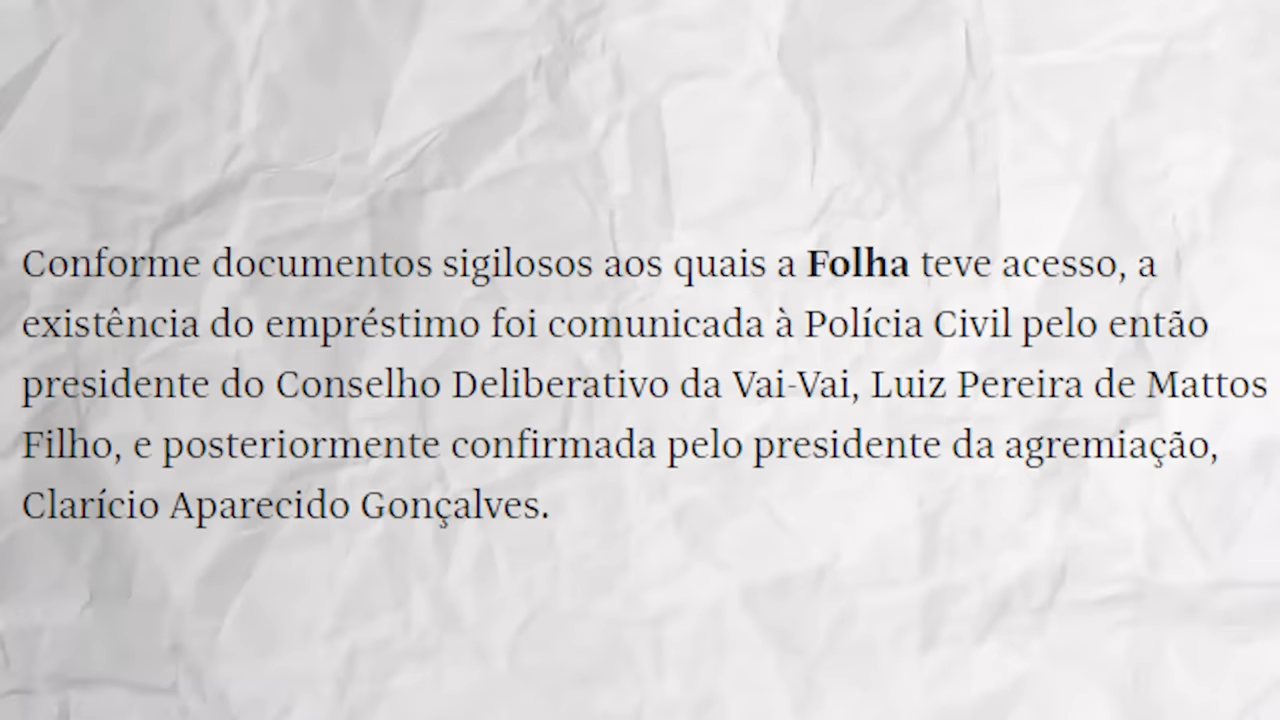 Conforme documentos sigilosos aos quais a Folha teve acesso, a
existência do empréstimo foi comunicada à Polícia Civil pelo então
presidente do Conselho Deliberativo da Vai-Vai, Luiz Pereira de Mattos
Filho, e posteriormente confirmada pelo presidente da agremiação,
Clarício Aparecido Gonçalves.